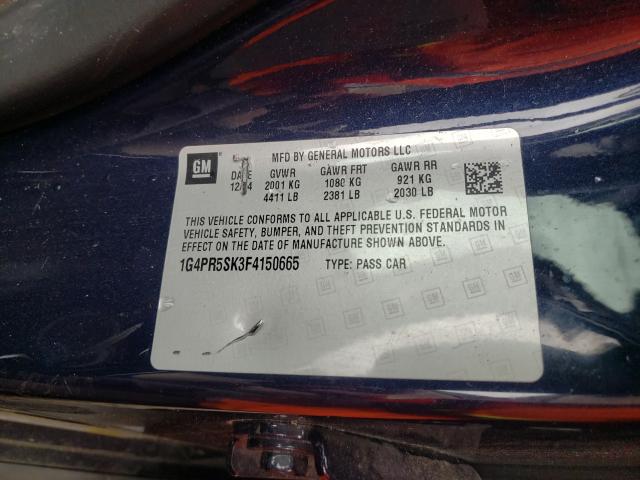 GM MFD BY GENERAL MOTORS LLC
DATE GVWR GAWR FRT GAWR RR
12/14 2001 KG 1080 KG 921 KG
4411 LB 2381 LB 2030 LB
THIS VEHICLE CONFORMS TO ALL APPLICABLE U.S. FEDERAL MOTOR
VEHICLE SAFETY, BUMPER, AND THEFT PREVENTION STANDARDS IN
EFFECT ON THE DATE OF MANUFACTURE SHOWN ABOVE.
1G4PR5SK3F4150665 TYPE: PASS CAR